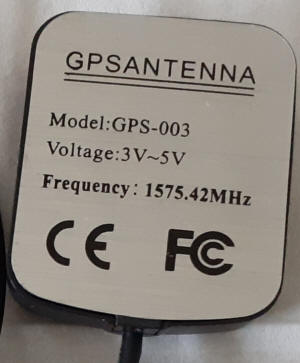 GPSANTENNA
Model:GPS-003
Voltage:3V~5V
Frequency: 1575.42MHz
CE FC